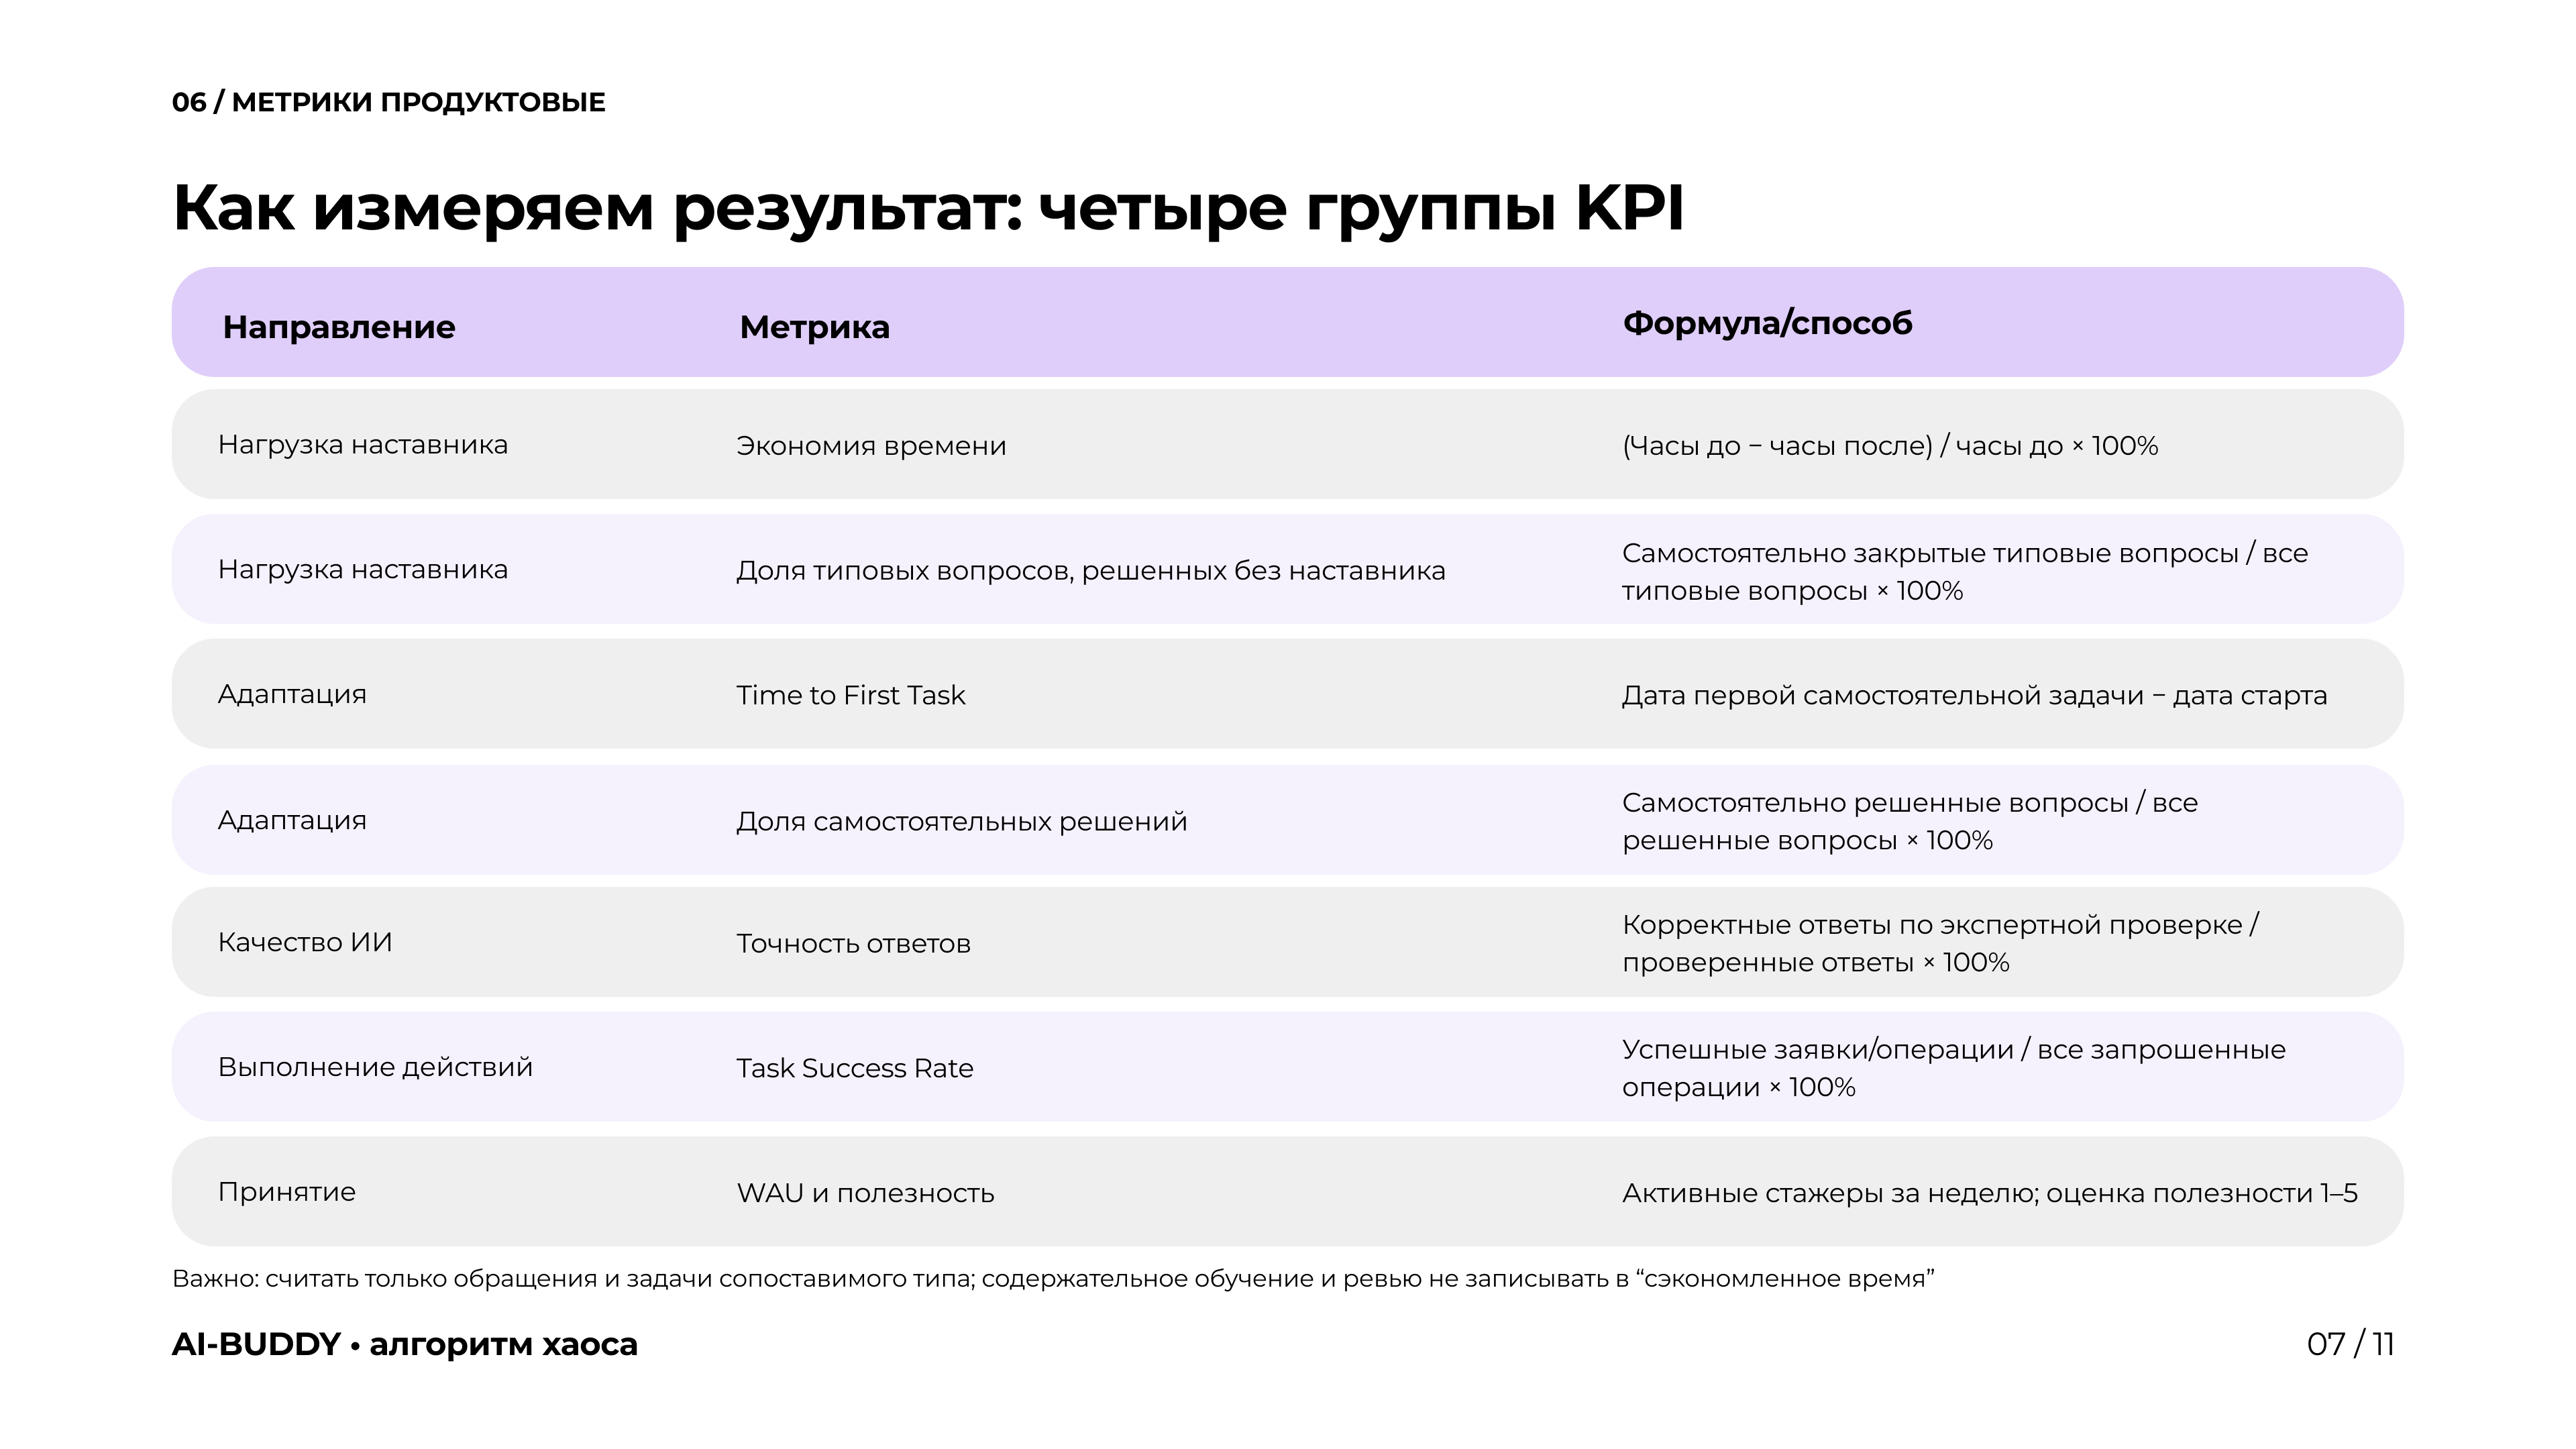 06 / МЕТРИКИ ПРОДУКТОВЫЕ
Как измеряем результат: четыре группы KPI
Направление Метрика Формула/способ
Нагрузка наставника Экономия времени (Часы до − часы после) / часы до × 100%
Нагрузка наставника Доля типовых вопросов, решенных без наставника Самостоятельно закрытые типовые вопросы / все
типовые вопросы × 100%
Адаптация Time to First Task Дата первой самостоятельной задачи − дата старта
Адаптация Доля самостоятельных решений Самостоятельно решенные вопросы / все
решенные вопросы × 100%
Качество ИИ Точность ответов Корректные ответы по экспертной проверке /
проверенные ответы × 100%
Выполнение действий Task Success Rate Успешные заявки/операции / все запрошенные
операции × 100%
Принятие WAU и полезность Активные стажеры за неделю; оценка полезности 1–5
Важно: считать только обращения и задачи сопоставимого типа; содержательное обучение и ревью не записывать в “сэкономленное время”
AI-BUDDY • алгоритм хаоса 07 / 11